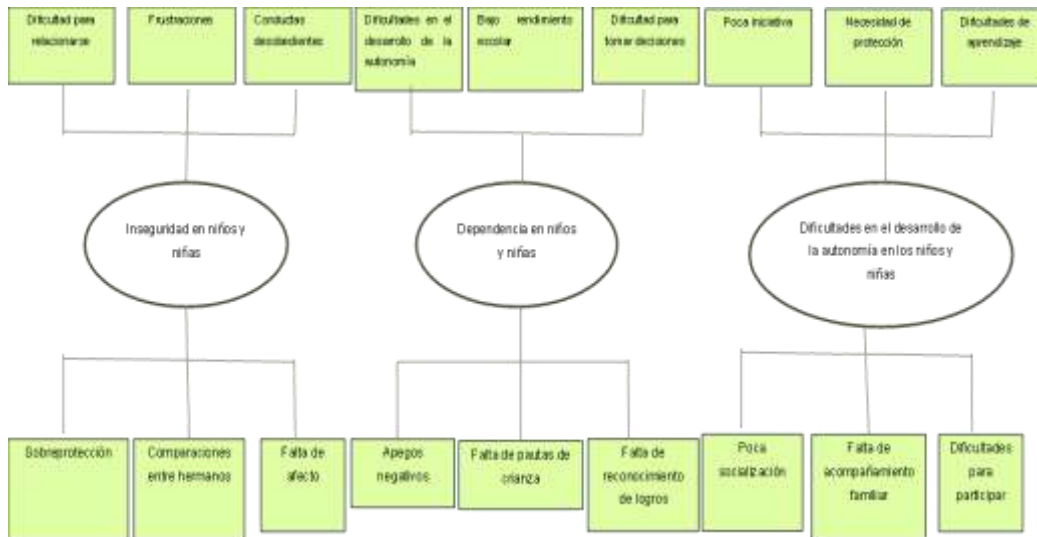 Dificultad para
relacionarse
Frustraciones
Conductas
desobedientes
Dificultades en el
desarrollo de la
autonomía
Bajo rendimiento
escolar
Dificultad para
tomar decisiones
Poca iniciativa
Necesidad de
protección
Dificultades de
aprendizaje
Inseguridad en niños y
niñas
Dependencia en niños
y niñas
Dificultades en el desarrollo de
la autonomía en los niños y
niñas
Sobreprotección
Comparaciones
entre hermanos
Falta de
afecto
Apegos
negativos
Falta de pautas de
crianza
Falta de
reconocimiento
de logros
Poca
socialización
Falta de
acompañamiento
familiar
Dificultades
para
participar